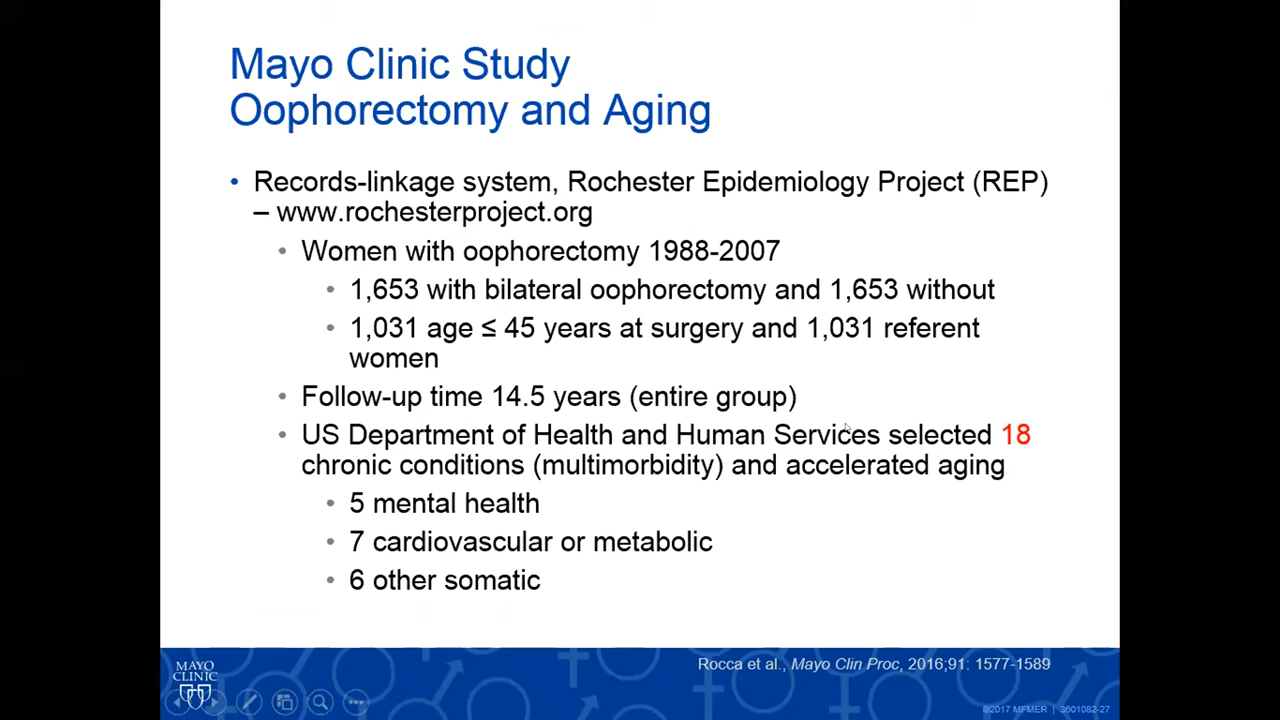 Mayo Clinic Study
Oophorectomy and Aging
• Records-linkage system, Rochester Epidemiology Project (REP)
– www.rochesterproject.org
• Women with oophorectomy 1988-2007
• 1,653 with bilateral oophorectomy and 1,653 without
• 1,031 age ≤ 45 years at surgery and 1,031 referent
women
• Follow-up time 14.5 years (entire group)
• US Department of Health and Human Services selected 18
chronic conditions (multimorbidity) and accelerated aging
• 5 mental health
• 7 cardiovascular or metabolic
• 6 other somatic
Rocca et al., Mayo Clin Proc, 2016;91: 1577-1589
MAYO
CLINIC
©2017 MFMER | 3601082-27